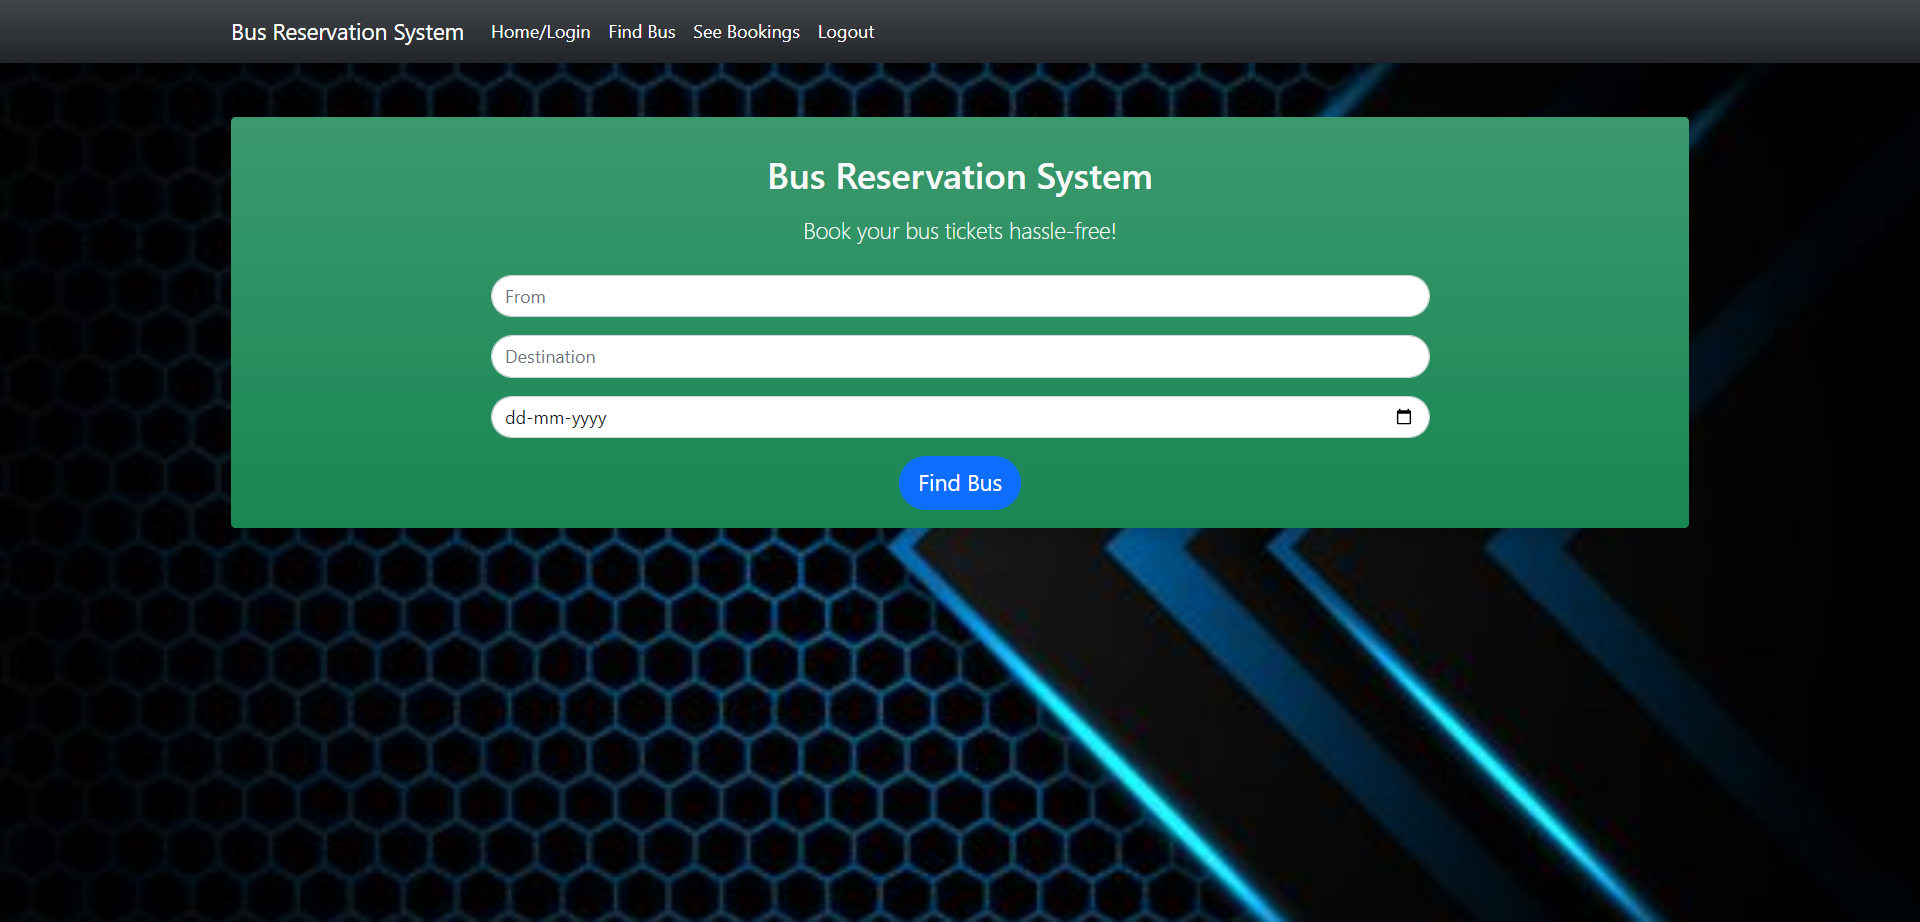 Bus Reservation System Home/Login Find Bus See Bookings Logout
Bus Reservation System
Book your bus tickets hassle-free!
From
Destination
dd-mm-yyyy
Find Bus